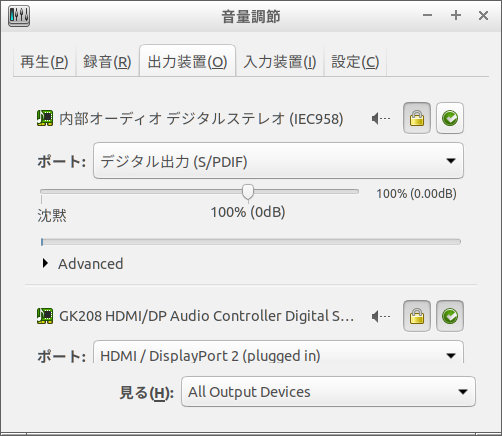 音量調節
再生(P) 録音(R) 出力装置(O) 入力装置(I) 設定(C)
内部オーディオ デジタルステレオ (IEC958)
ポート: デジタル出力 (S/PDIF)
100% (0.00dB)
沈黙 100% (0dB)
Advanced
GK208 HDMI/DP Audio Controller Digital S...
ポート: HDMI / DisplayPort 2 (plugged in)
見る(H): All Output Devices